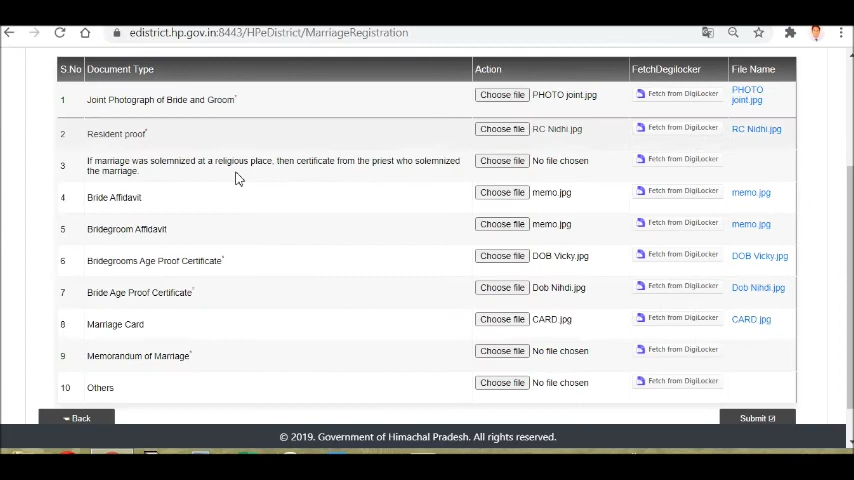 edistrict.hp.gov.in:8443/HPeDistrict/MarriageRegistration
S.No Document Type Action FetchDegilocker File Name
1 Joint Photograph of Bride and Groom* Choose file PHOTO joint.jpg Fetch from DigiLocker PHOTO
joint.jpg
2 Resident proof* Choose file RC Nidhi.jpg Fetch from DigiLocker RC Nidhi.jpg
3 If marriage was solemnized at a religious place, then certificate from the priest who solemnized Choose file No file chosen Fetch from DigiLocker
the marriage.
4 Bride Affidavit Choose file memo.jpg Fetch from DigiLocker memo.jpg
5 Bridegroom Affidavit Choose file memo.jpg Fetch from DigiLocker memo.jpg
6 Bridegrooms Age Proof Certificate* Choose file DOB Vicky.jpg Fetch from DigiLocker DOB Vicky.jpg
7 Bride Age Proof Certificate* Choose file Dob Nihdi.jpg Fetch from DigiLocker Dob Nihdi.jpg
8 Marriage Card Choose file CARD.jpg Fetch from DigiLocker CARD.jpg
9 Memorandum of Marriage* Choose file No file chosen Fetch from DigiLocker
10 Others Choose file No file chosen Fetch from DigiLocker
Back Submit
© 2019. Government of Himachal Pradesh. All rights reserved.